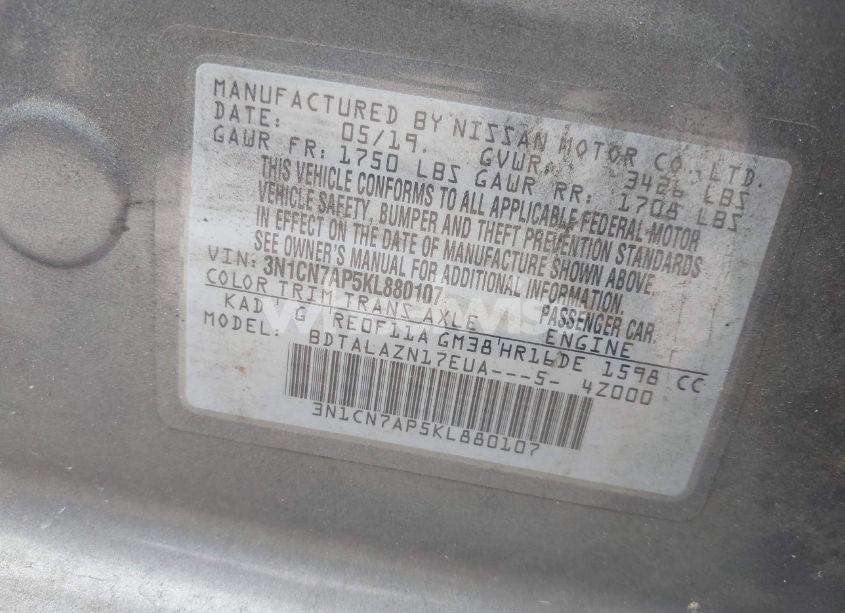 MANUFACTURED BY NISSAN MOTOR CO., LTD.
DATE: 05/19. GVWR: 3426 LBS
GAWR FR: 1750 LBS GAWR RR: 1708 LBS
THIS VEHICLE CONFORMS TO ALL APPLICABLE FEDERAL MOTOR
VEHICLE SAFETY, BUMPER AND THEFT PREVENTION STANDARDS
IN EFFECT ON THE DATE OF MANUFACTURE SHOWN ABOVE.
SEE OWNER'S MANUAL FOR ADDITIONAL INFORMATION.
VIN: 3N1CN7AP5KL880107 PASSENGER CAR.
COLOR TRIM TRANS AXLE ENGINE
KAD G RE0F11A GM38 HR16DE 1598 CC
MODEL: BDTALAZN17EUA---5- 4Z000
3N1CN7AP5KL880107